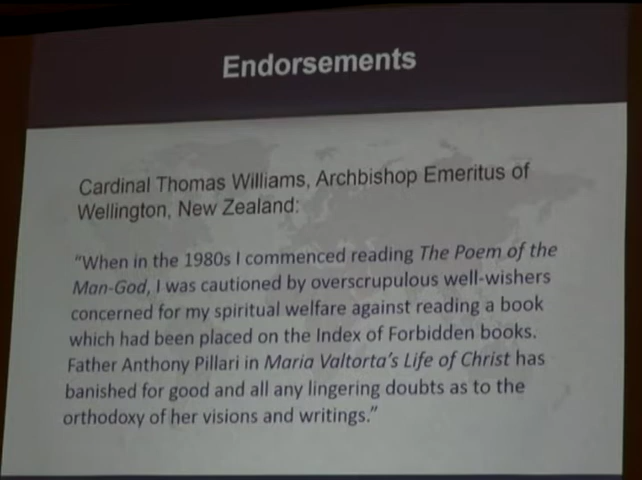 Endorsements
Cardinal Thomas Williams, Archbishop Emeritus of
Wellington, New Zealand:
“When in the 1980s I commenced reading The Poem of the
Man-God, I was cautioned by overscrupulous well-wishers
concerned for my spiritual welfare against reading a book
which had been placed on the Index of Forbidden books.
Father Anthony Pillari in Maria Valtorta’s Life of Christ has
banished for good and all any lingering doubts as to the
orthodoxy of her visions and writings.”